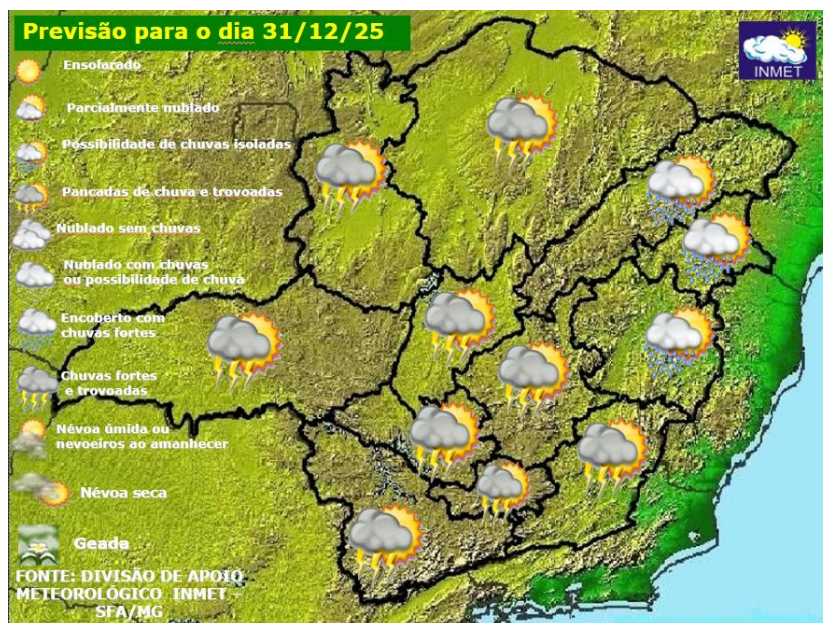 Previsão para o dia 31/12/25
INMET
Ensolarado
Parcialmente nublado
Possibilidade de chuvas isoladas
Pancadas de chuva e trovoadas
Nublado sem chuvas
Nublado com chuvas
ou possibilidade de chuva
Encoberto com
chuvas fortes
Chuvas fortes
e trovoadas
Névoa úmida ou
nevoeiros ao amanhecer
Névoa seca
Geada
FONTE: DIVISÃO DE APOIO
METEOROLÓGICO INMET -
SFA/MG